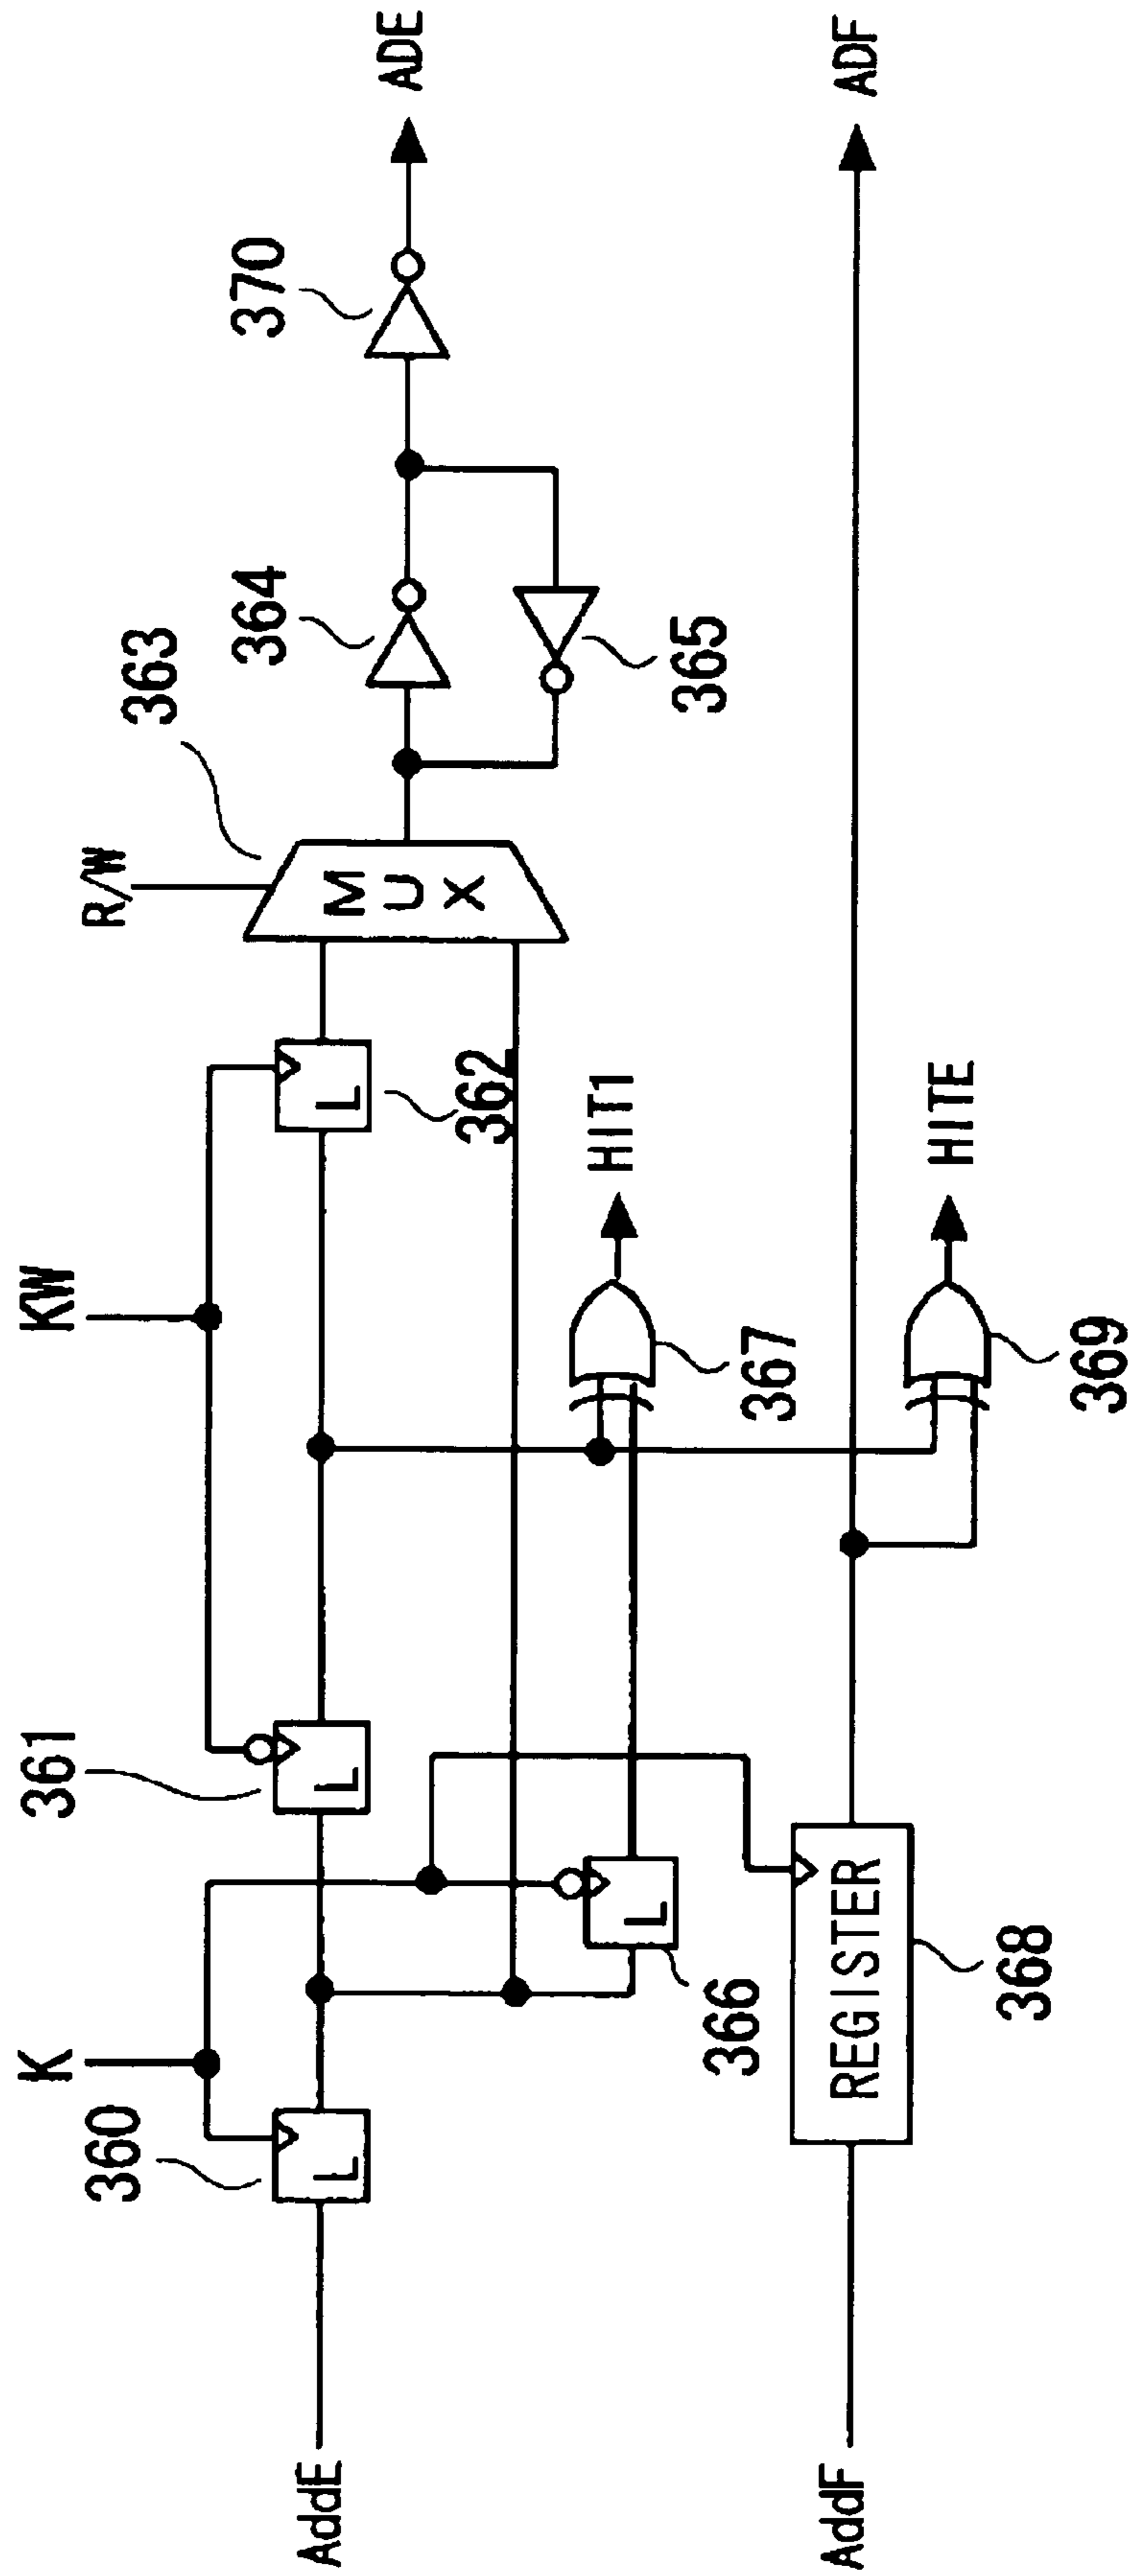 K
KW
R/W
360
361
363
364
370
AddE
L
L
L
MUX
ADE
362
365
366
L
367
HIT1
AddF
REGISTER
ADF
368
369
HITE